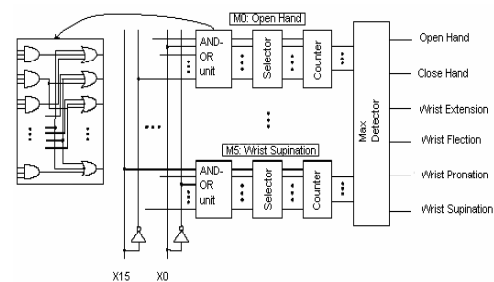 M0: Open Hand
AND-
OR
unit
Selector
Counter
M5: Wrist Supination
AND-
OR
unit
Selector
Counter
Max
Detector
Open Hand
Close Hand
Wrist Extension
Wrist Flection
Wrist Pronation
Wrist Supination
X15
X0